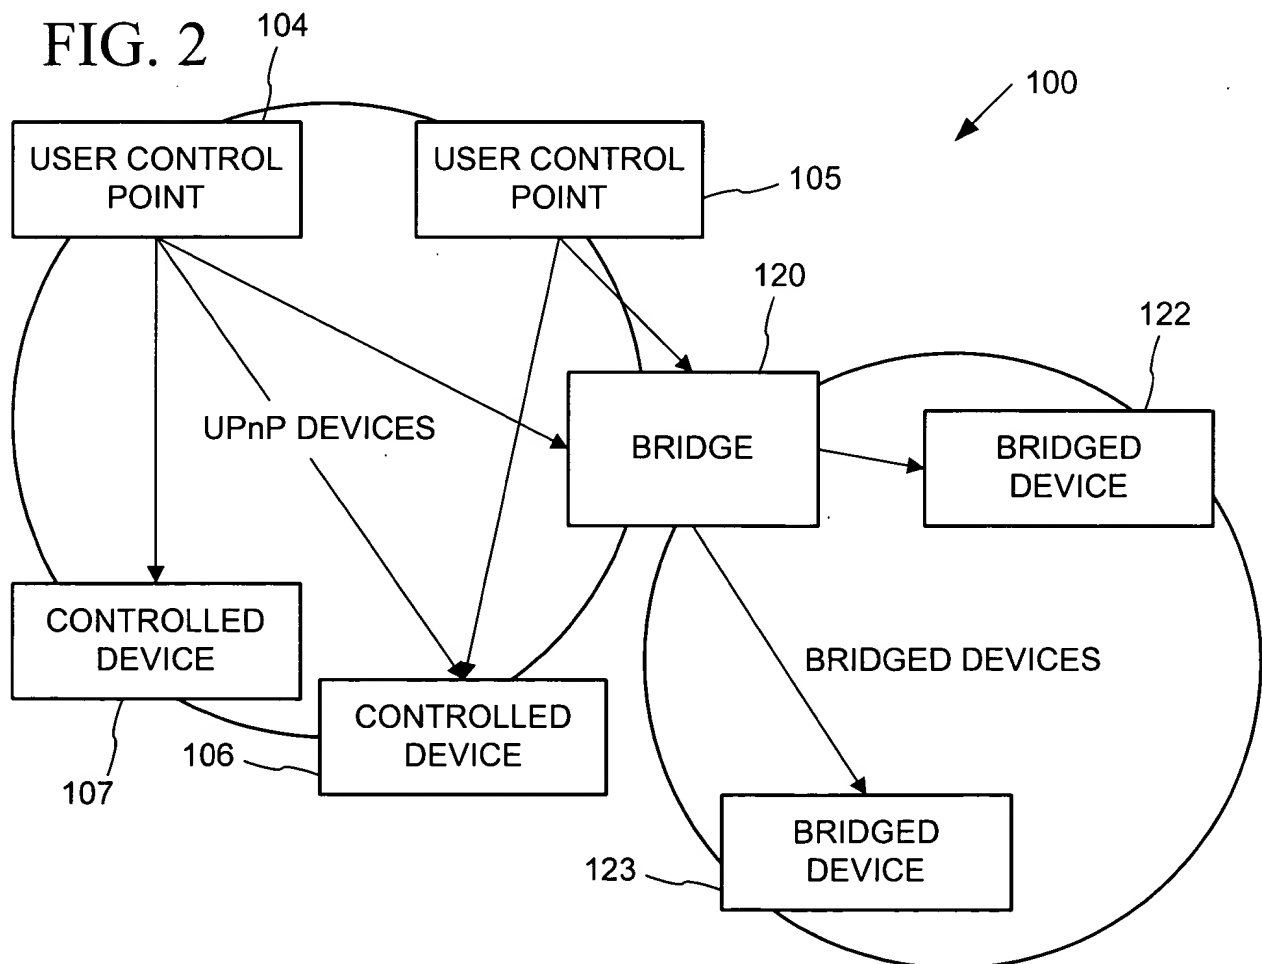 FIG. 2
104
100
USER CONTROL
POINT
USER CONTROL
POINT
105
120
122
UPnP DEVICES
BRIDGE
BRIDGED
DEVICE
CONTROLLED
DEVICE
BRIDGED DEVICES
CONTROLLED
DEVICE
106
107
BRIDGED
DEVICE
123